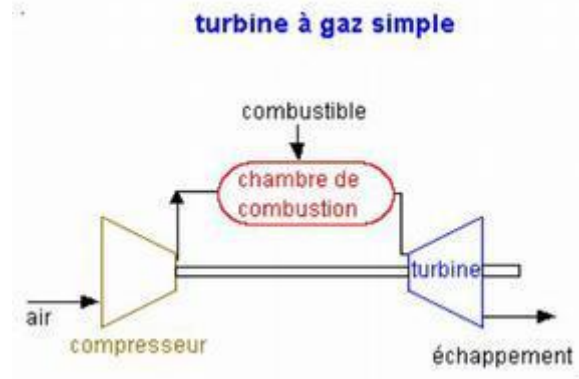 turbine à gaz simple
combustible
chambre de
combustion
turbine
air
compresseur
échappement